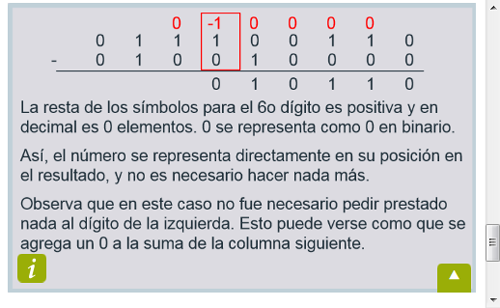 0 -1 0 0 0 0
0 1 1 1 0 0 1 1 0
- 0 1 0 0 1 0 0 0 0
0 1 0 1 1 0
La resta de los símbolos para el 6o dígito es positiva y en
decimal es 0 elementos. 0 se representa como 0 en binario.
Así, el número se representa directamente en su posición en
el resultado, y no es necesario hacer nada más.
Observa que en este caso no fue necesario pedir prestado
nada al dígito de la izquierda. Esto puede verse como que se
agrega un 0 a la suma de la columna siguiente.
i